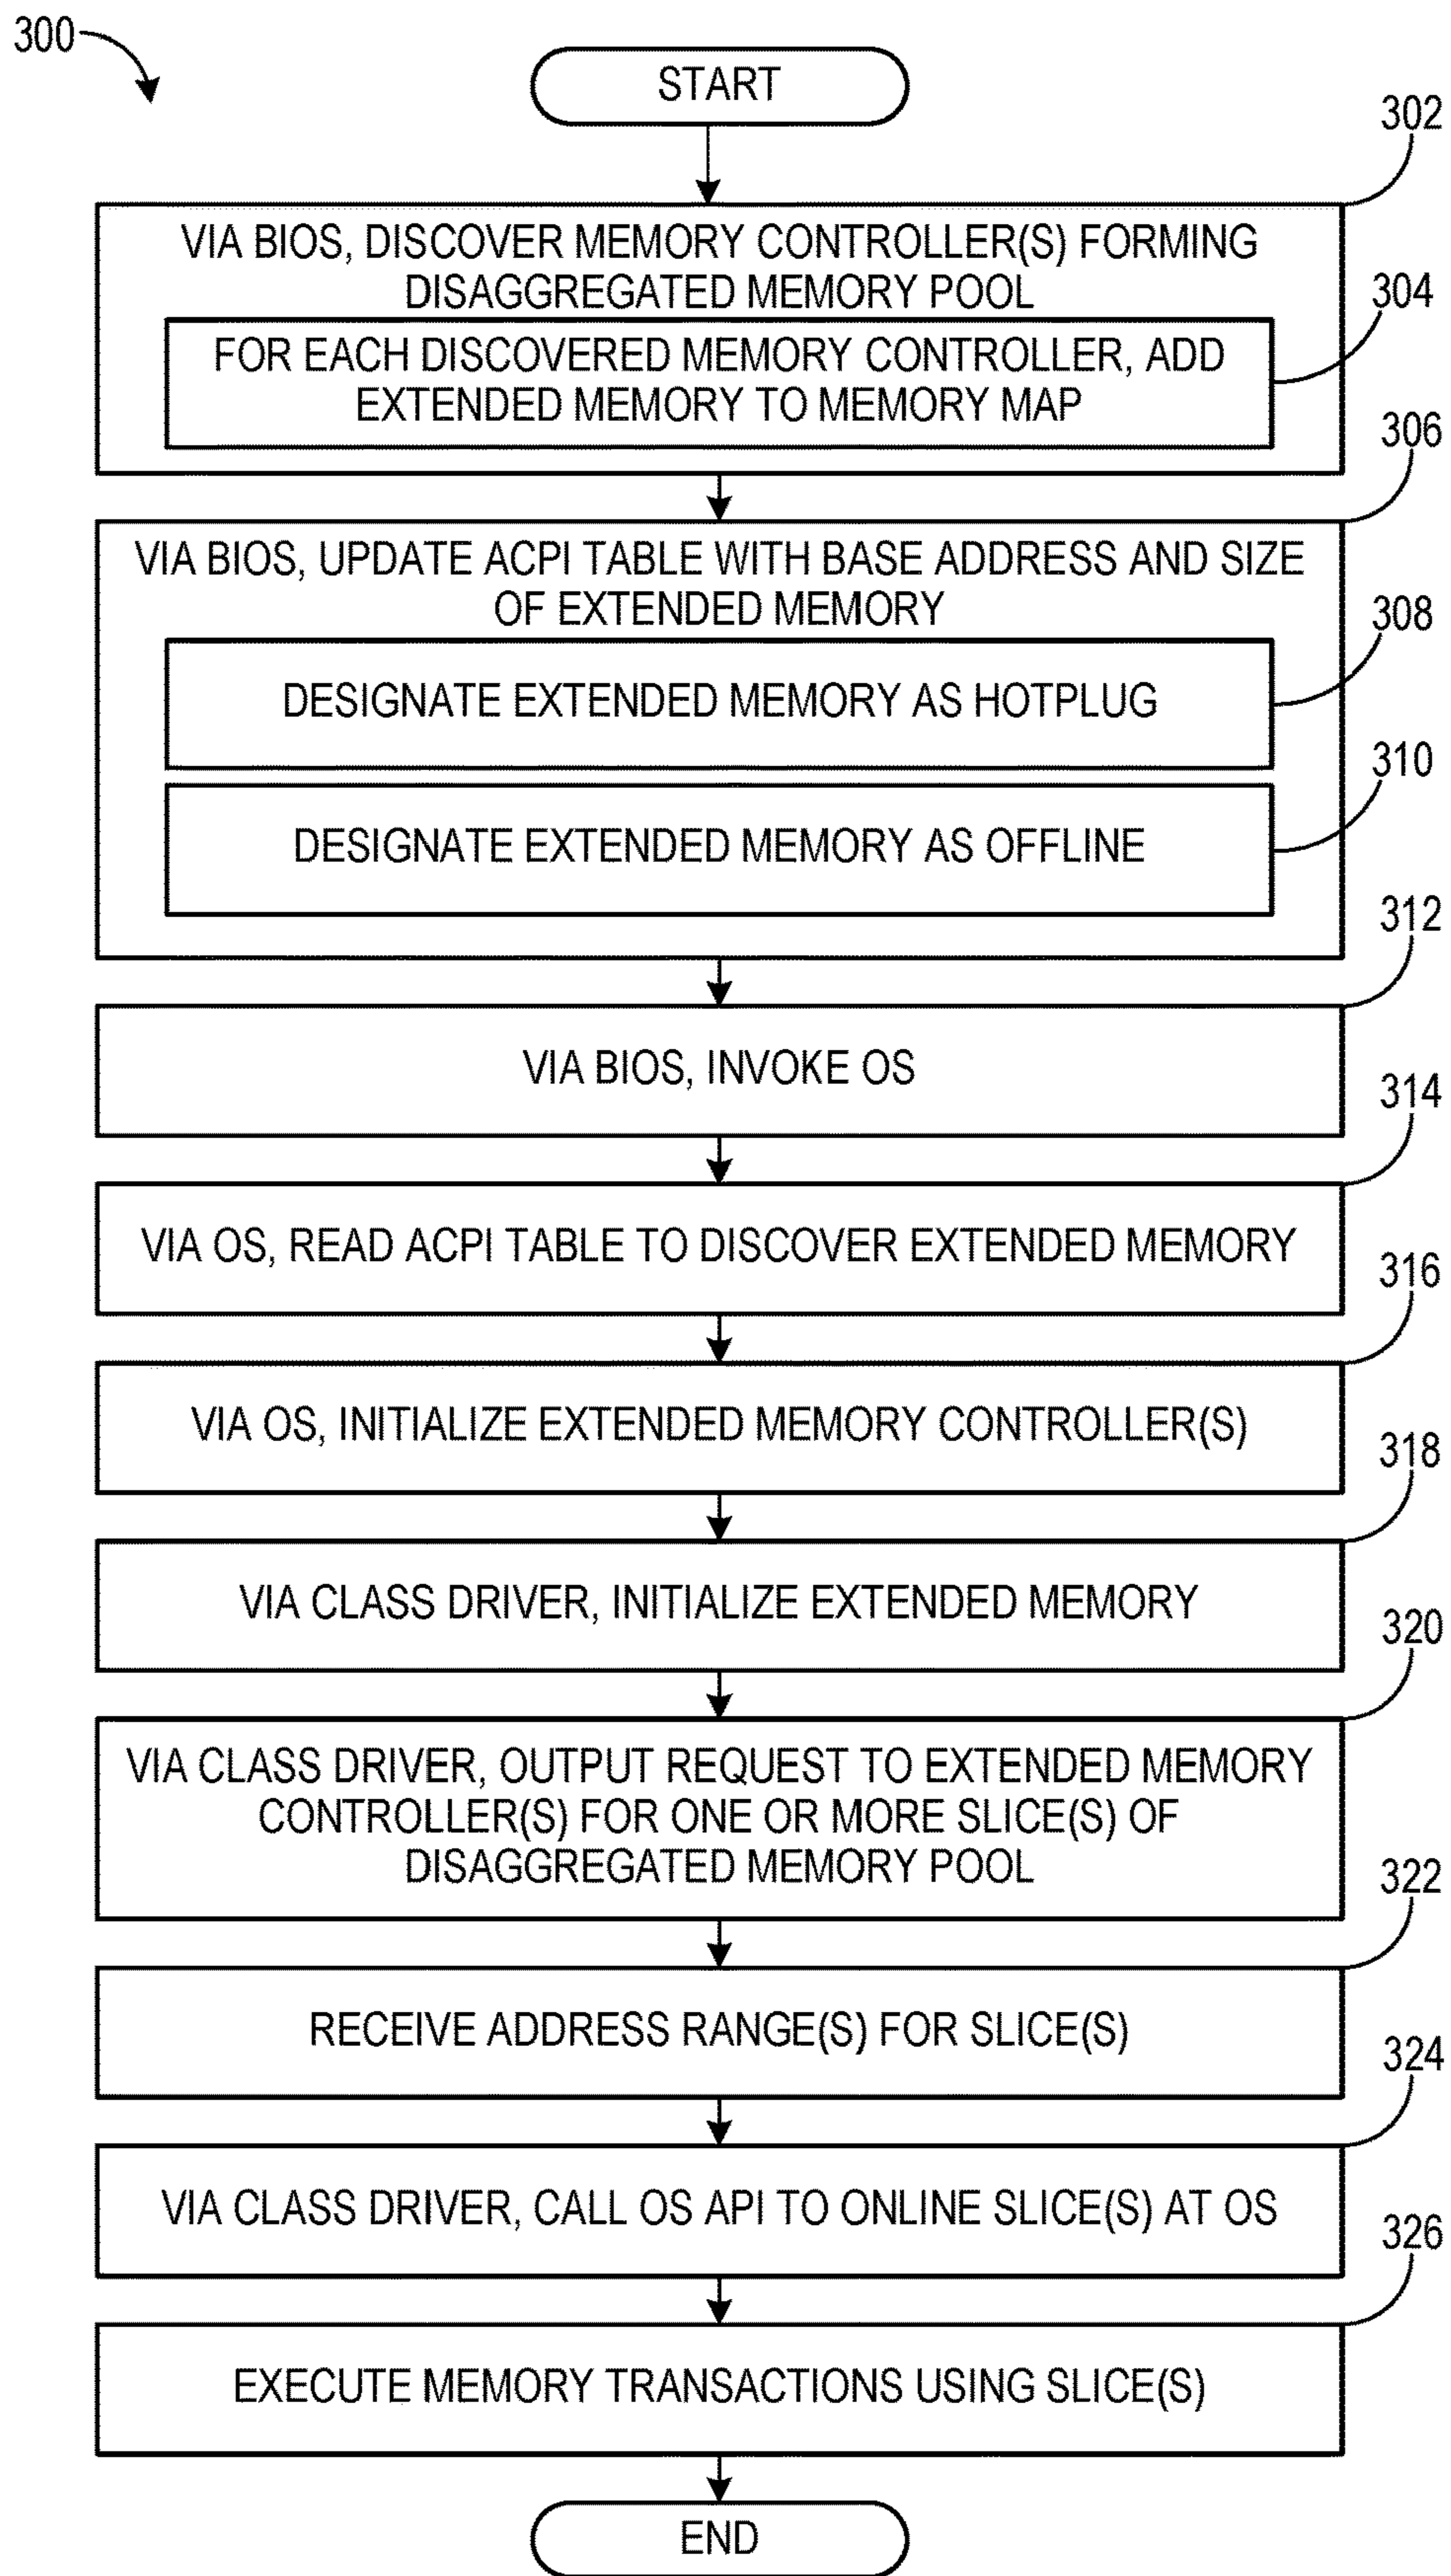 300
START
302
VIA BIOS, DISCOVER MEMORY CONTROLLER(S) FORMING
DISAGGREGATED MEMORY POOL
304
FOR EACH DISCOVERED MEMORY CONTROLLER, ADD
EXTENDED MEMORY TO MEMORY MAP
306
VIA BIOS, UPDATE ACPI TABLE WITH BASE ADDRESS AND SIZE
OF EXTENDED MEMORY
308
DESIGNATE EXTENDED MEMORY AS HOTPLUG
310
DESIGNATE EXTENDED MEMORY AS OFFLINE
312
VIA BIOS, INVOKE OS
314
VIA OS, READ ACPI TABLE TO DISCOVER EXTENDED MEMORY
316
VIA OS, INITIALIZE EXTENDED MEMORY CONTROLLER(S)
318
VIA CLASS DRIVER, INITIALIZE EXTENDED MEMORY
320
VIA CLASS DRIVER, OUTPUT REQUEST TO EXTENDED MEMORY
CONTROLLER(S) FOR ONE OR MORE SLICE(S) OF
DISAGGREGATED MEMORY POOL
322
RECEIVE ADDRESS RANGE(S) FOR SLICE(S)
324
VIA CLASS DRIVER, CALL OS API TO ONLINE SLICE(S) AT OS
326
EXECUTE MEMORY TRANSACTIONS USING SLICE(S)
END